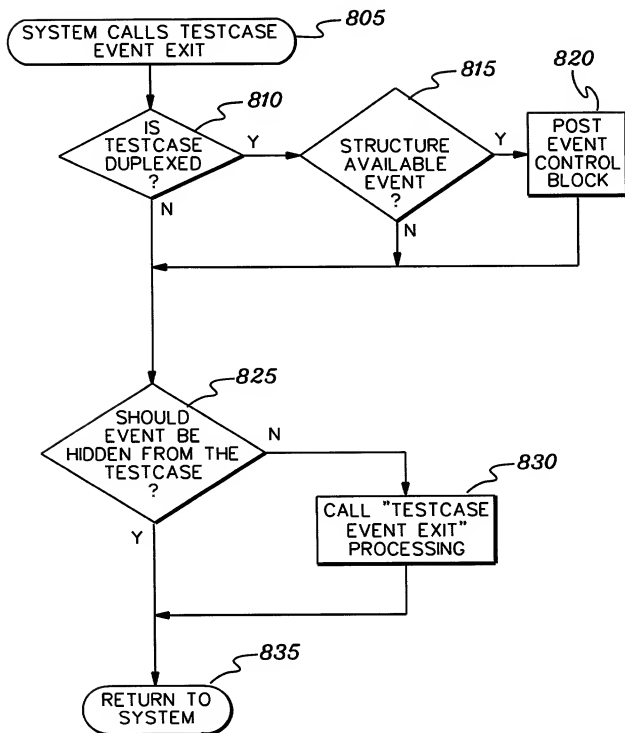 SYSTEM CALLS TESTCASE
EVENT EXIT
805
810
IS
TESTCASE
DUPLEXED
?
Y
N
815
STRUCTURE
AVAILABLE
EVENT
?
Y
N
820
POST
EVENT
CONTROL
BLOCK
825
SHOULD
EVENT BE
HIDDEN FROM THE
TESTCASE
?
N
Y
830
CALL "TESTCASE
EVENT EXIT"
PROCESSING
835
RETURN TO
SYSTEM